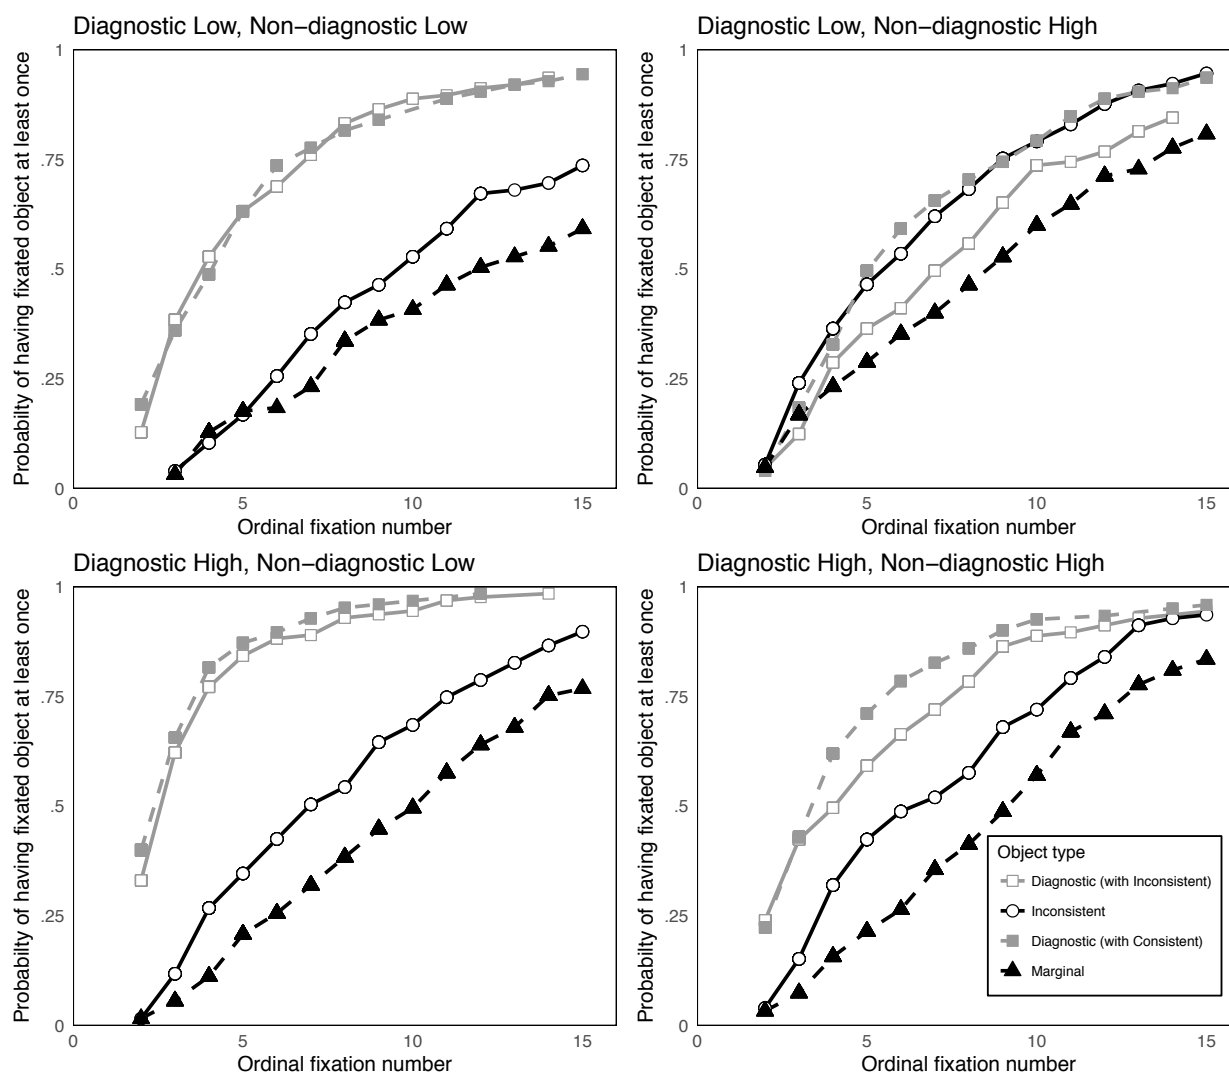 Diagnostic Low, Non−diagnostic Low
Probabilty of having fixated object at least once
1
.75
.5
.25
0
0
5
10
15
Ordinal fixation number
Diagnostic Low, Non−diagnostic High
Probabilty of having fixated object at least once
1
.75
.5
.25
0
0
5
10
15
Ordinal fixation number
Diagnostic High, Non−diagnostic Low
Probabilty of having fixated object at least once
1
.75
.5
.25
0
0
5
10
15
Ordinal fixation number
Diagnostic High, Non−diagnostic High
Probabilty of having fixated object at least once
1
.75
.5
.25
0
0
5
10
15
Ordinal fixation number
Object type
Diagnostic (with Inconsistent)
Inconsistent
Diagnostic (with Consistent)
Marginal